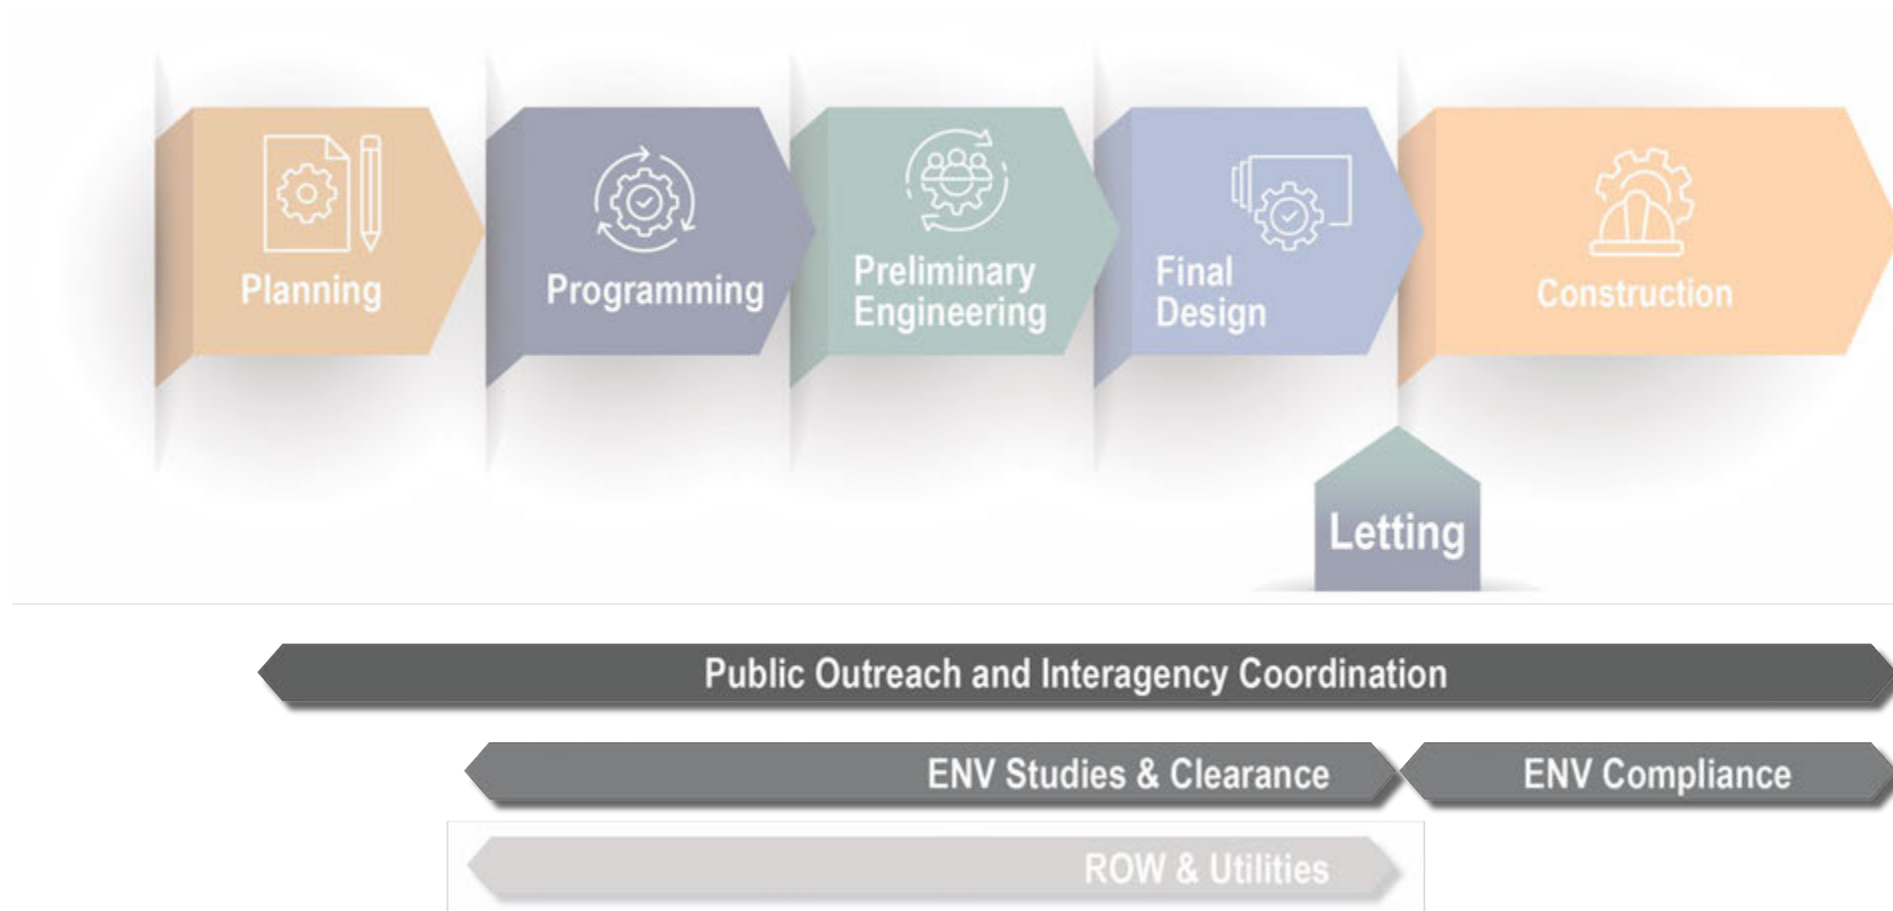 Planning
Programming
Preliminary
Engineering
Final
Design
Construction
Letting
Public Outreach and Interagency Coordination
ENV Studies & Clearance
ENV Compliance
ROW & Utilities